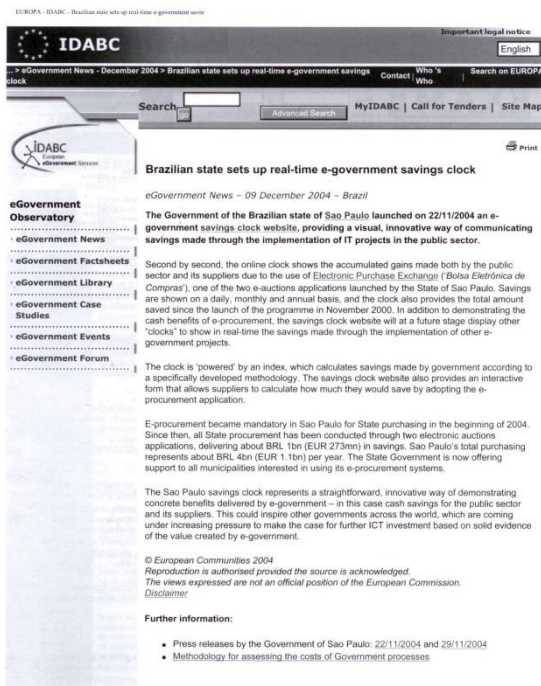 EUROPA - IDABC - Brazilian state sets up real-time e-government savin
Important legal notice
IDABC
English
... > eGovernment News - December 2004 > Brazilian state sets up real-time e-government savings
clock
Contact | Who 's
Who
Search on EUROPA
Search
go
Advanced Search
MyIDABC | Call for Tenders | Site Map
iDABC
European
eGovernment Services
Print
Brazilian state sets up real-time e-government savings clock
eGovernment News – 09 December 2004 – Brazil
eGovernment
Observatory
eGovernment News
eGovernment Factsheets
eGovernment Library
eGovernment Case
Studies
eGovernment Events
eGovernment Forum
The Government of the Brazilian state of Sao Paulo launched on 22/11/2004 an e-
government savings clock website, providing a visual, innovative way of communicating
savings made through the implementation of IT projects in the public sector.
Second by second, the online clock shows the accumulated gains made both by the public
sector and its suppliers due to the use of Electronic Purchase Exchange ('Bolsa Eletrônica de
Compras'), one of the two e-auctions applications launched by the State of Sao Paulo. Savings
are shown on a daily, monthly and annual basis, and the clock also provides the total amount
saved since the launch of the programme in November 2000. In addition to demonstrating the
cash benefits of e-procurement, the savings clock website will at a future stage display other
"clocks" to show in real-time the savings made through the implementation of other e-
government projects.
The clock is 'powered' by an index, which calculates savings made by government according to
a specifically developed methodology. The savings clock website also provides an interactive
form that allows suppliers to calculate how much they would save by adopting the e-
procurement application.
E-procurement became mandatory in Sao Paulo for State purchasing in the beginning of 2004.
Since then, all State procurement has been conducted through two electronic auctions
applications, delivering about BRL 1bn (EUR 273mn) in savings. Sao Paulo's total purchasing
represents about BRL 4bn (EUR 1.1bn) per year. The State Government is now offering
support to all municipalities interested in using its e-procurement systems.
The Sao Paulo savings clock represents a straightforward, innovative way of demonstrating
concrete benefits delivered by e-government – in this case cash savings for the public sector
and its suppliers. This could inspire other governments across the world, which are coming
under increasing pressure to make the case for further ICT investment based on solid evidence
of the value created by e-government.
© European Communities 2004
Reproduction is authorised provided the source is acknowledged.
The views expressed are not an official position of the European Commission.
Disclaimer
Further information:
• Press releases by the Government of Sao Paulo: 22/11/2004 and 29/11/2004
• Methodology for assessing the costs of Government processes